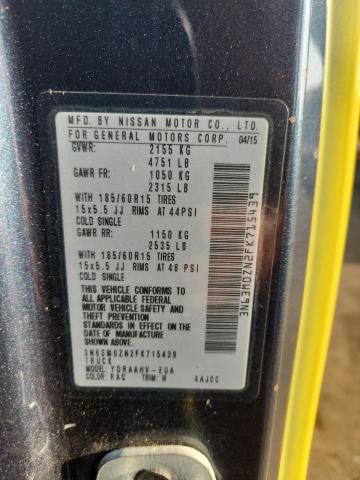 MFG. BY NISSAN MOTOR CO., LTD.
FOR GENERAL MOTORS CORP. 04/15
GVWR: 2155 KG
4751 LB
GAWR FR: 1050 KG
2315 LB
WITH 185/60R15 TIRES
15x5.5 JJ RIMS AT 44PSI
COLD SINGLE
GAWR RR: 1150 KG
2535 LB
WITH 185/60R15 TIRES
15x5.5 JJ RIMS AT 48 PSI
COLD SINGLE
THIS VEHICLE CONFORMS TO
ALL APPLICABLE FEDERAL
MOTOR VEHICLE SAFETY
STANDARDS IN EFFECT ON
THE DATE OF MANUFACTURE
SHOWN ABOVE.
3N63M0ZN2FK715439
TRUCK
MODEL: YDRAAHV-EUA
COLOR: RAQ TRIM: W 4AJ0C
3N63M0ZN2FK715439